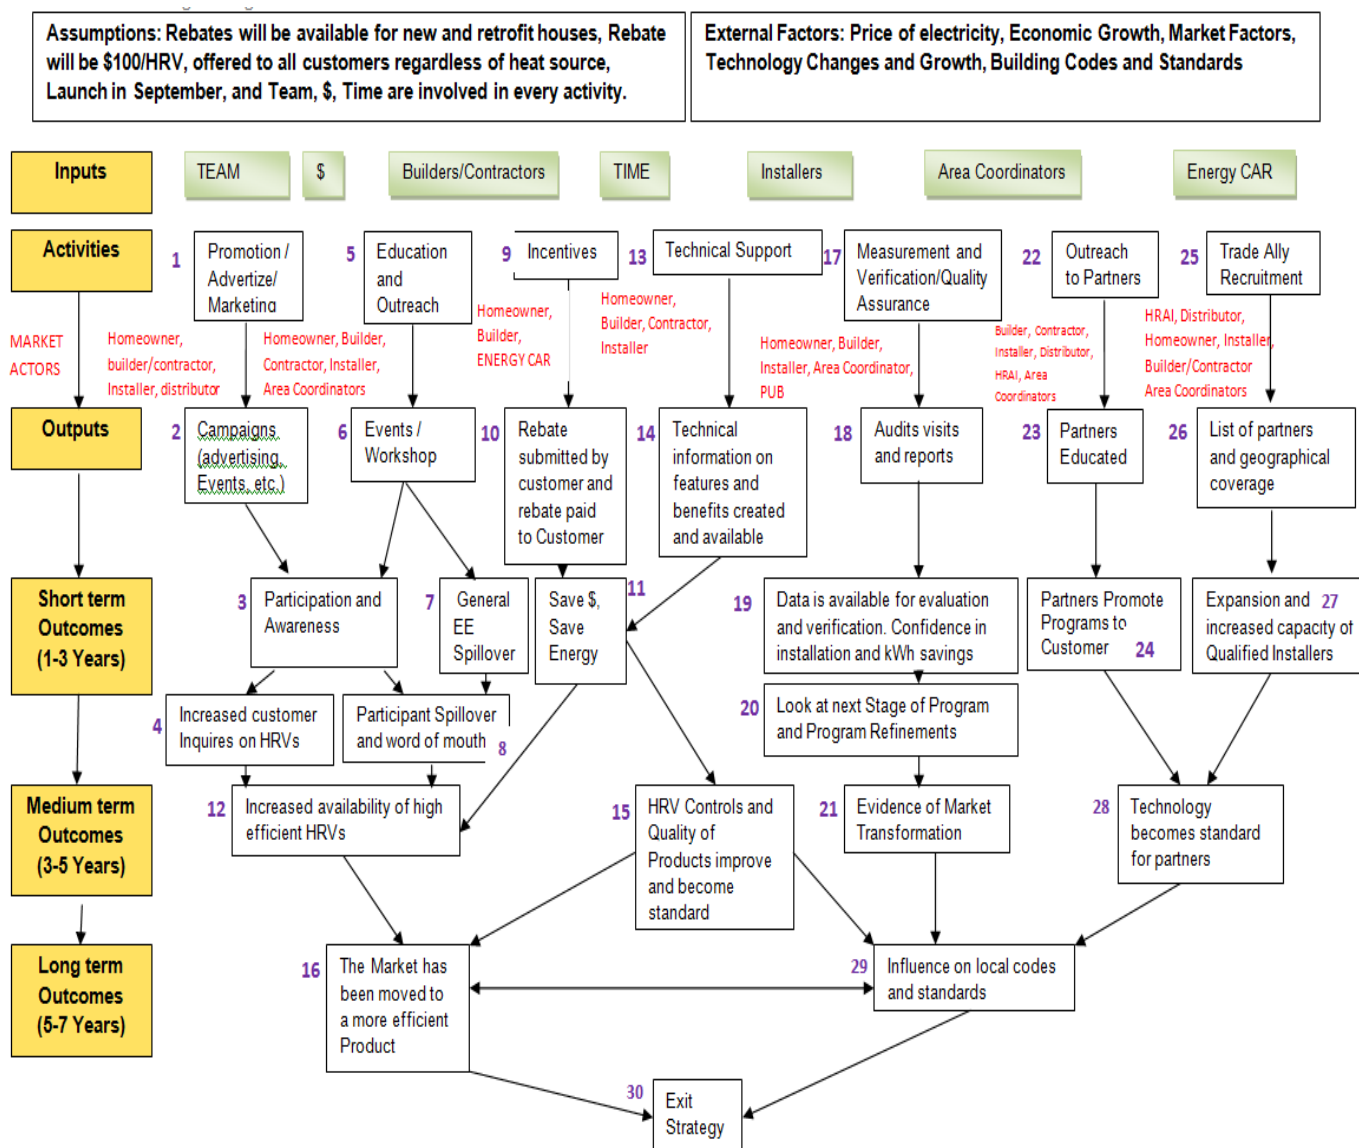 Assumptions: Rebates will be available for new and retrofit houses, Rebate
will be $100/HRV, offered to all customers regardless of heat source,
Launch in September, and Team, $, Time are involved in every activity.
External Factors: Price of electricity, Economic Growth, Market Factors,
Technology Changes and Growth, Building Codes and Standards
Inputs
TEAM
$
Builders/Contractors
TIME
Installers
Area Coordinators
Energy CAR
Activities
1
Promotion /
Advertize/
Marketing
5
Education
and
Outreach
9
Incentives
13
Technical Support
17
Measurement and
Verification/Quality
Assurance
22
Outreach
to Partners
25
Trade Ally
Recruitment
MARKET
ACTORS
Homeowner,
builder/contractor,
Installer, distributor
Homeowner, Builder,
Contractor, Installer,
Area Coordinators
Homeowner,
Builder,
ENERGY CAR
Homeowner,
Builder, Contractor,
Installer
Homeowner, Builder,
Installer, Area Coordinator,
PUB
Builder, Contractor,
Installer, Distributor,
HRAI, Area
Coordinators
HRAI, Distributor,
Homeowner, Installer,
Builder/Contractor
Area Coordinators
Outputs
2
Campaigns
(advertising,
Events, etc.)
6
Events /
Workshop
10
Rebate
submitted by
customer and
rebate paid
to Customer
14
Technical
information on
features and
benefits created
and available
18
Audits visits
and reports
23
Partners
Educated
26
List of partners
and geographical
coverage
Short term
Outcomes
(1-3 Years)
3
Participation and
Awareness
7
General
EE
Spillover
11
Save $,
Save
Energy
19
Data is available for evaluation
and verification. Confidence in
installation and kWh savings
Partners Promote
Programs to
Customer
24
Expansion and
increased capacity of
Qualified Installers
27
4
Increased customer
Inquires on HRVs
Participant Spillover
and word of mouth
8
20
Look at next Stage of Program
and Program Refinements
Medium term
Outcomes
(3-5 Years)
12
Increased availability of high
efficient HRVs
15
HRV Controls and
Quality of
Products improve
and become
standard
21
Evidence of Market
Transformation
28
Technology
becomes standard
for partners
Long term
Outcomes
(5-7 Years)
16
The Market has
been moved to
a more efficient
Product
29
Influence on local codes
and standards
30
Exit
Strategy